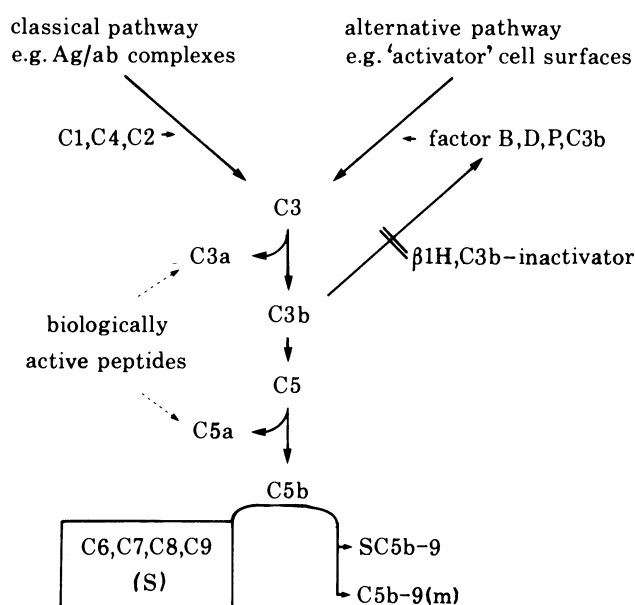 classical pathway
e.g. Ag/ab complexes
alternative pathway
e.g. 'activator' cell surfaces
C1,C4,C2
factor B,D,P,C3b
C3
C3a
β1H,C3b-inactivator
C3b
biologically
active peptides
C5
C5a
C5b
C6,C7,C8,C9
(S)
SC5b-9
C5b-9(m)